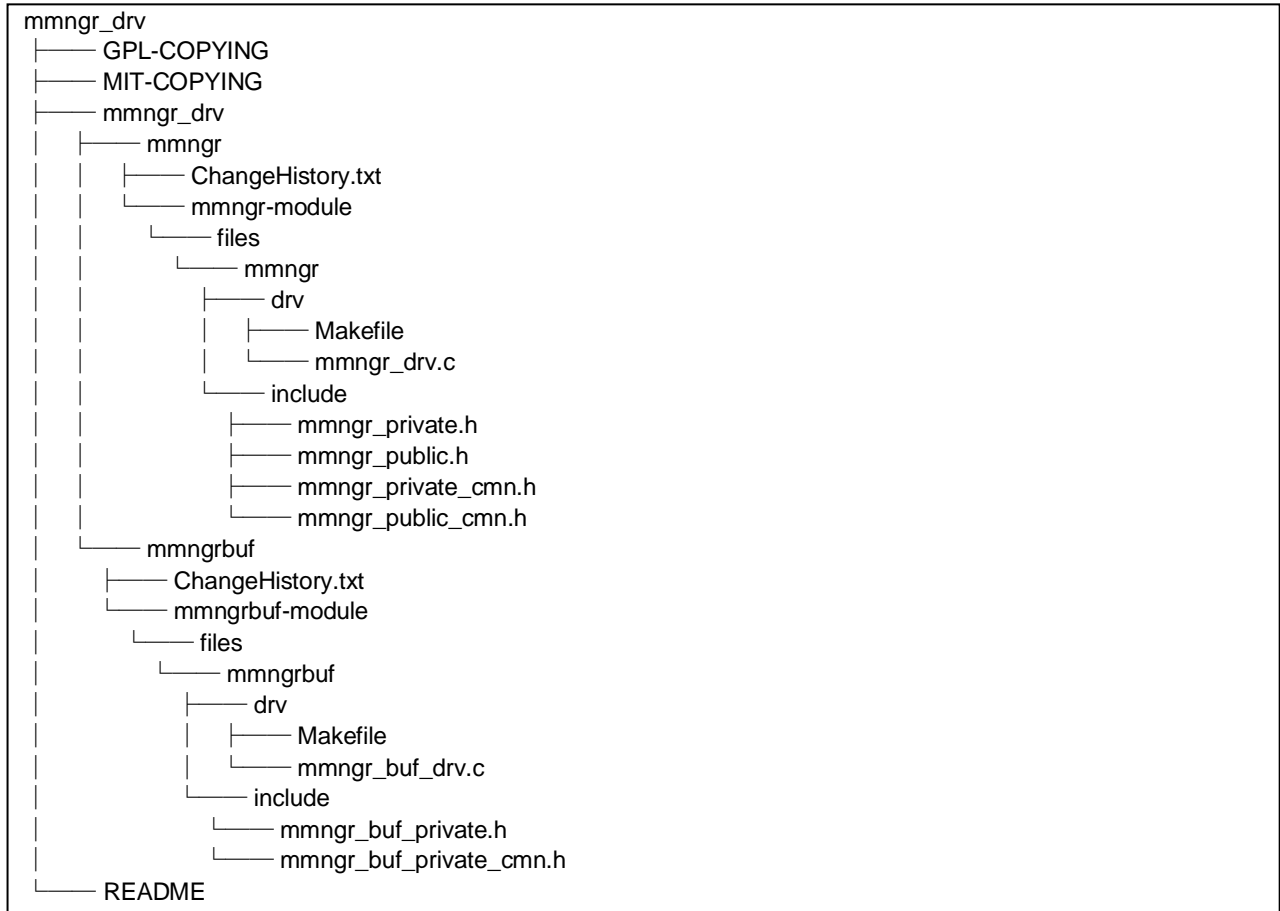 mmngr_drv
├── GPL-COPYING
├── MIT-COPYING
├── mmngr_drv
│   ├── mmngr
│   │   ├── ChangeHistory.txt
│   │   └── mmngr-module
│   │       └── files
│   │           └── mmngr
│   │               ├── drv
│   │               │   ├── Makefile
│   │               │   └── mmngr_drv.c
│   │               └── include
│   │                   ├── mmngr_private.h
│   │                   ├── mmngr_public.h
│   │                   ├── mmngr_private_cmn.h
│   │                   └── mmngr_public_cmn.h
│   └── mmngrbuf
│       ├── ChangeHistory.txt
│       └── mmngrbuf-module
│           └── files
│               └── mmngrbuf
│                   ├── drv
│                   │   ├── Makefile
│                   │   └── mmngr_buf_drv.c
│                   └── include
│                       └── mmngr_buf_private.h
│                       └── mmngr_buf_private_cmn.h
└── README